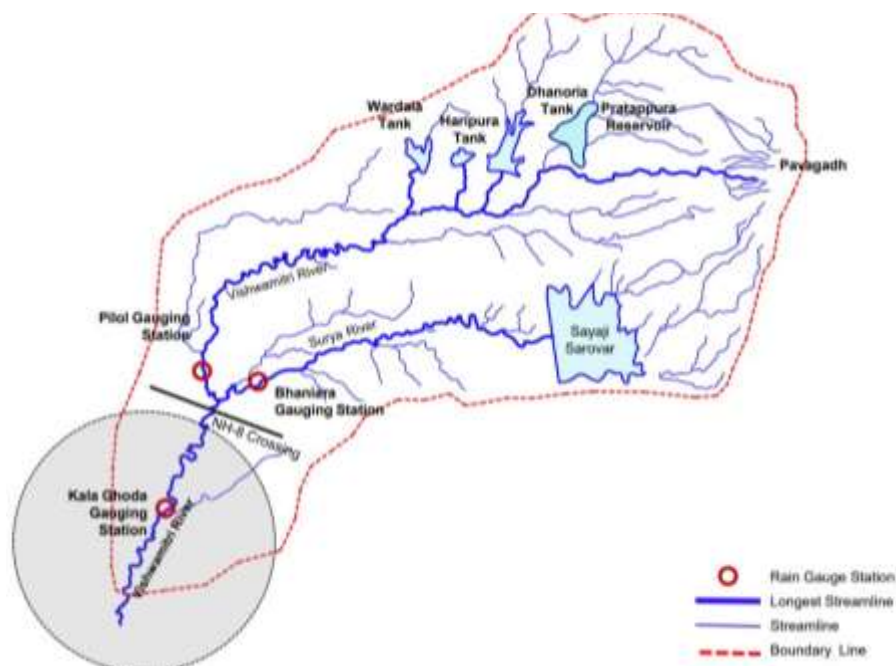 Wardala
Tank
Haripura
Tank
Dhanoria
Tank
Pratappura
Reservoir
Pavagadh
Vishwamitri River
Pilol Gauging
Station
Surya River
Sayaji
Sarovar
Bhaniara
Gauging Station
NH-8 Crossing
Kala Ghoda
Gauging
Station
Vishwamitri River
Rain Gauge Station
Longest Streamline
Streamline
Boundary Line